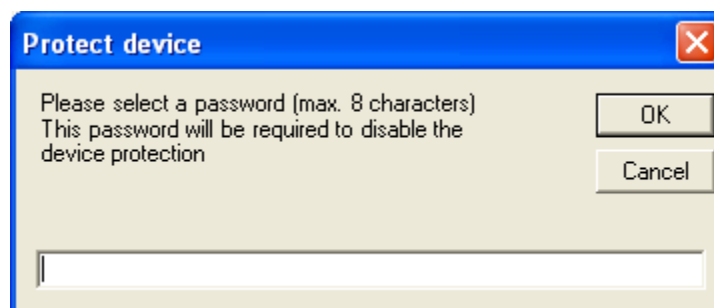 Protect device
Please select a password (max. 8 characters)
This password will be required to disable the
device protection
OK
Cancel